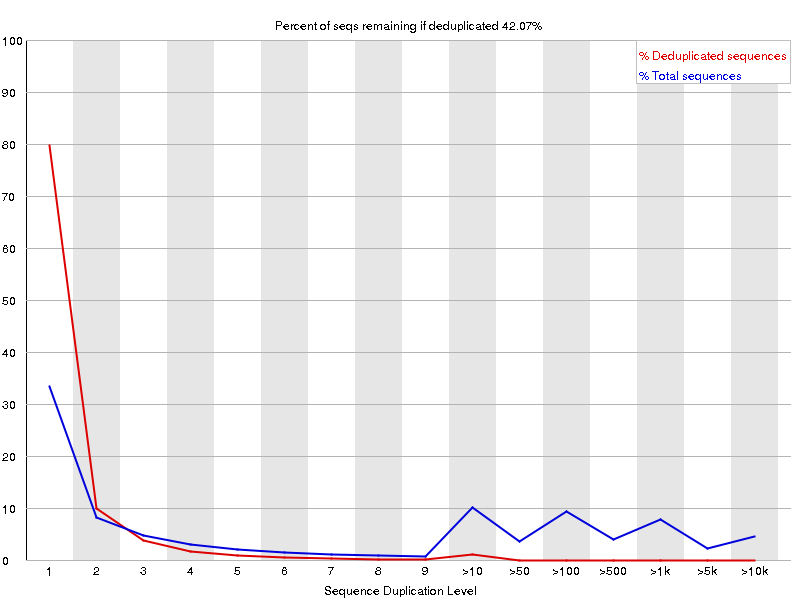 Percent of seqs remaining if deduplicated 42.07%
% Deduplicated sequences
% Total sequences
100
90
80
70
60
50
40
30
20
10
0
1 2 3 4 5 6 7 8 9 >10 >50 >100 >500 >1k >5k >10k
Sequence Duplication Level